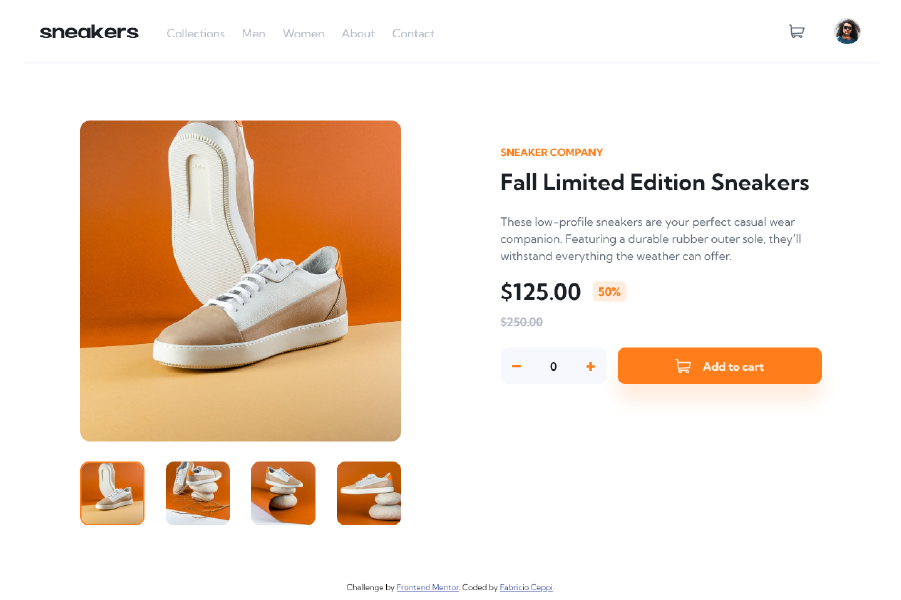 sneakers Collections Men Women About Contact
SNEAKER COMPANY
Fall Limited Edition Sneakers
These low-profile sneakers are your perfect casual wear
companion. Featuring a durable rubber outer sole, they'll
withstand everything the weather can offer.
$125.00 50%
$250.00
0 Add to cart
Challenge by Frontend Mentor. Coded by Fabricio Ceppi.